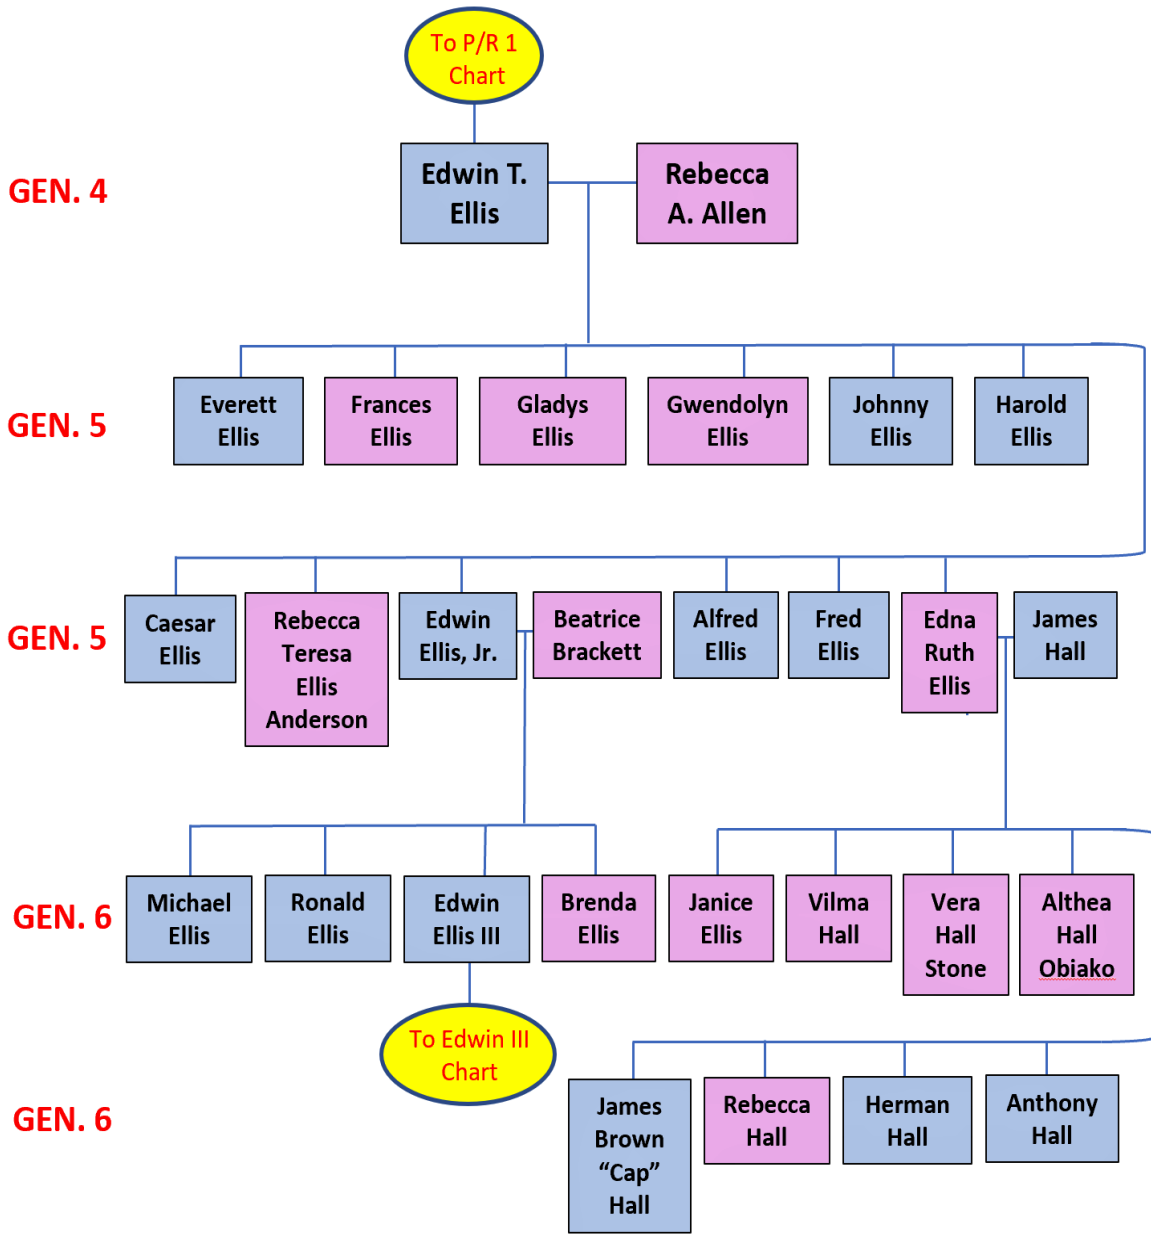 To P/R 1
Chart
GEN. 4
Edwin T.
Ellis
Rebecca
A. Allen
GEN. 5
Everett
Ellis
Frances
Ellis
Gladys
Ellis
Gwendolyn
Ellis
Johnny
Ellis
Harold
Ellis
GEN. 5
Caesar
Ellis
Rebecca
Teresa
Ellis
Anderson
Edwin
Ellis, Jr.
Beatrice
Brackett
Alfred
Ellis
Fred
Ellis
Edna
Ruth
Ellis
James
Hall
GEN. 6
Michael
Ellis
Ronald
Ellis
Edwin
Ellis III
Brenda
Ellis
Janice
Ellis
Vilma
Hall
Vera
Hall
Stone
Althea
Hall
Obiako
To Edwin III
Chart
GEN. 6
James
Brown
“Cap”
Hall
Rebecca
Hall
Herman
Hall
Anthony
Hall